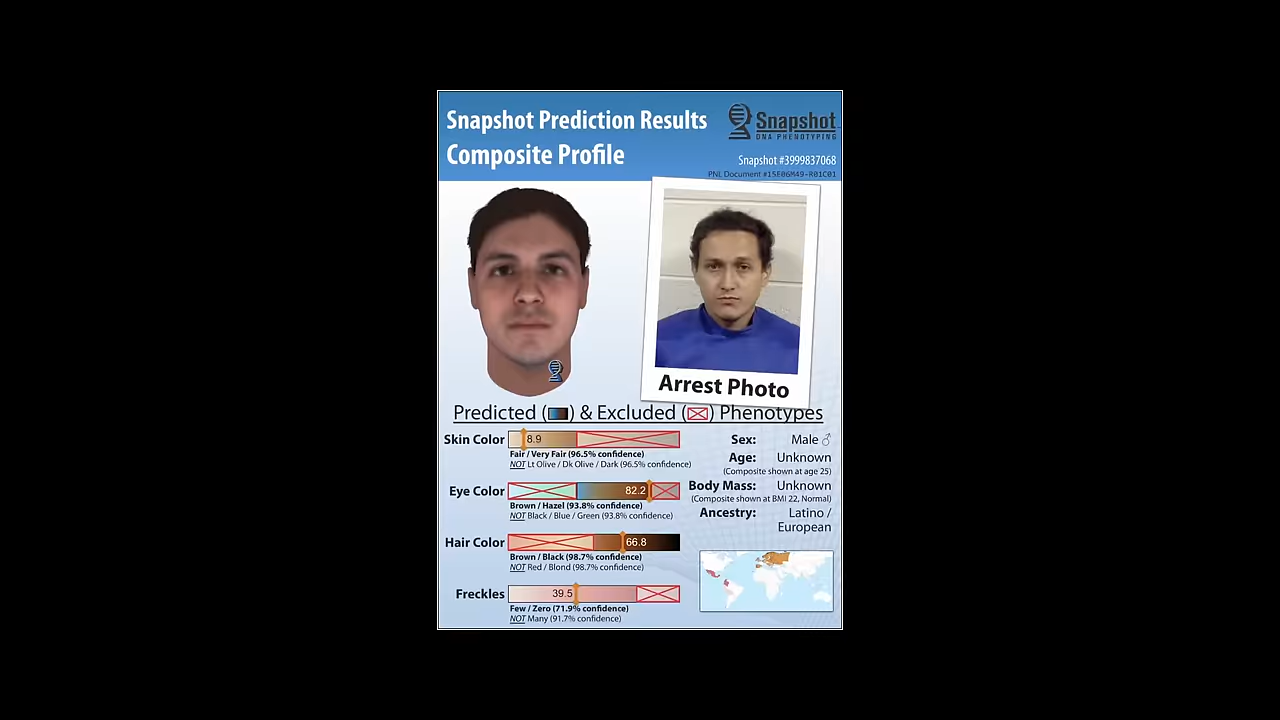 Snapshot Prediction Results
Composite Profile
Snapshot
DNA PHENOTYPING
Snapshot #3999837068
PNL Document #15E06M49-R01C01
Arrest Photo
Predicted () & Excluded () Phenotypes
Skin Color
8.9
Fair / Very Fair (96.5% confidence)
NOT Lt Olive / Dk Olive / Dark (96.5% confidence)
Eye Color
82.2
Brown / Hazel (93.8% confidence)
NOT Black / Blue / Green (93.8% confidence)
Hair Color
66.8
Brown / Black (98.7% confidence)
NOT Red / Blond (98.7% confidence)
Freckles
39.5
Few / Zero (71.9% confidence)
NOT Many (91.7% confidence)
Sex: Male ♂
Age: Unknown
(Composite shown at age 25)
Body Mass: Unknown
(Composite shown at BMI 22, Normal)
Ancestry: Latino /
European